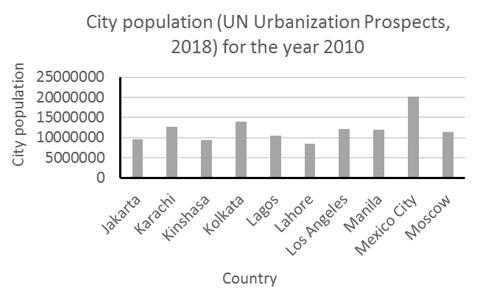 City population (UN Urbanization Prospects,
2018) for the year 2010
City population
25000000
20000000
15000000
10000000
5000000
0
Jakarta
Karachi
Kinshasa
Kolkata
Lagos
Lahore
Los Angeles
Manila
Mexico City
Moscow
Country